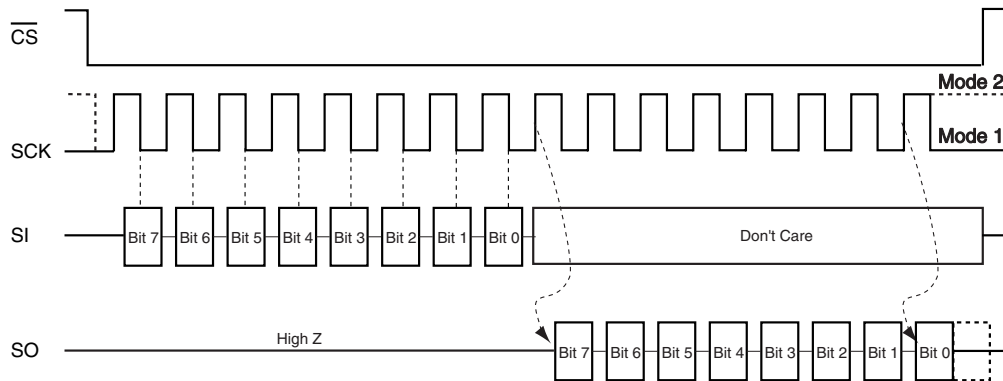 CS
Mode 2
SCK
Mode 1
SI
Bit 7 Bit 6 Bit 5 Bit 4 Bit 3 Bit 2 Bit 1 Bit 0 Don't Care
SO
High Z
Bit 7 Bit 6 Bit 5 Bit 4 Bit 3 Bit 2 Bit 1 Bit 0